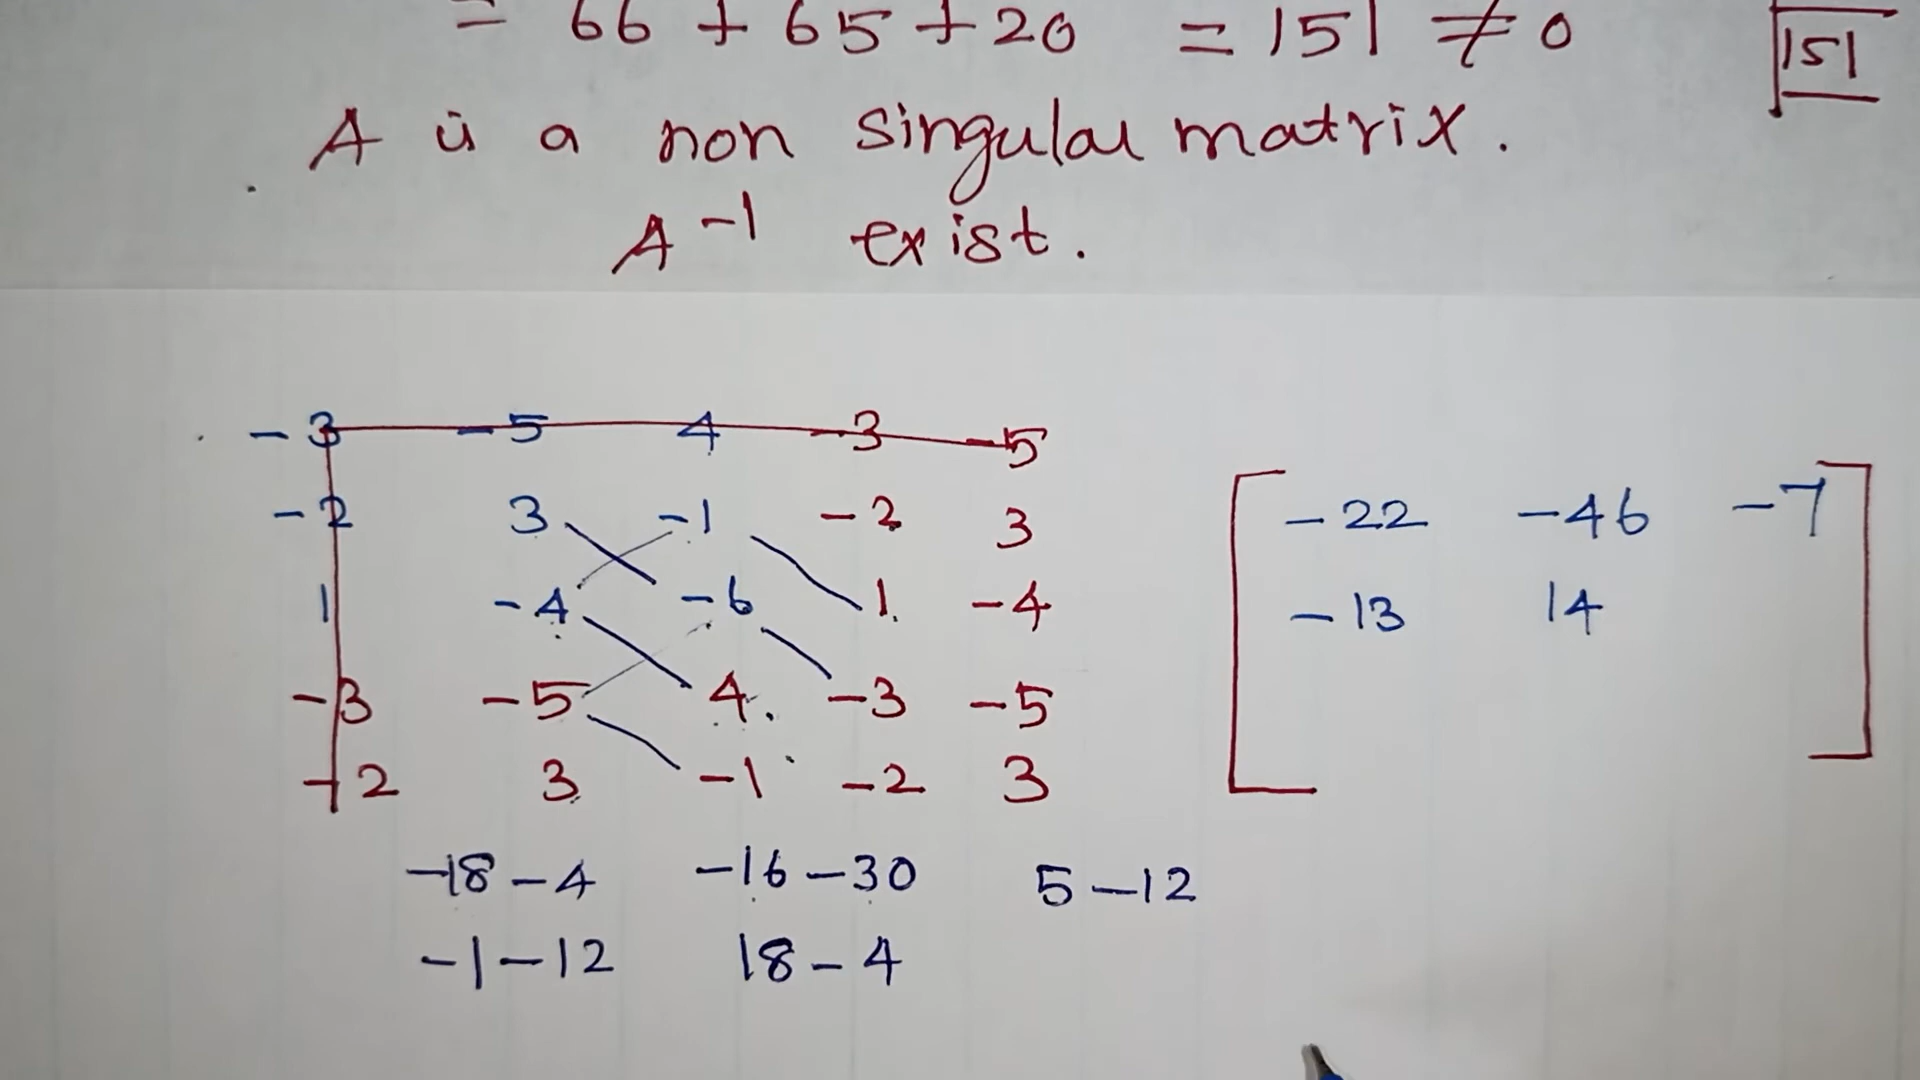 = 66 + 65 + 20 = 151 ≠ 0
151
A is a non singular matrix.
A⁻¹ exist.
-3 -5 4 -3 -5
-2 3 -1 -2 3
1 -4 -6 1 -4
-3 -5 4 -3 -5
-2 3 -1 -2 3
-22 -46 -7
-13 14
-18-4 -16-30 5-12
-1-12 18-4